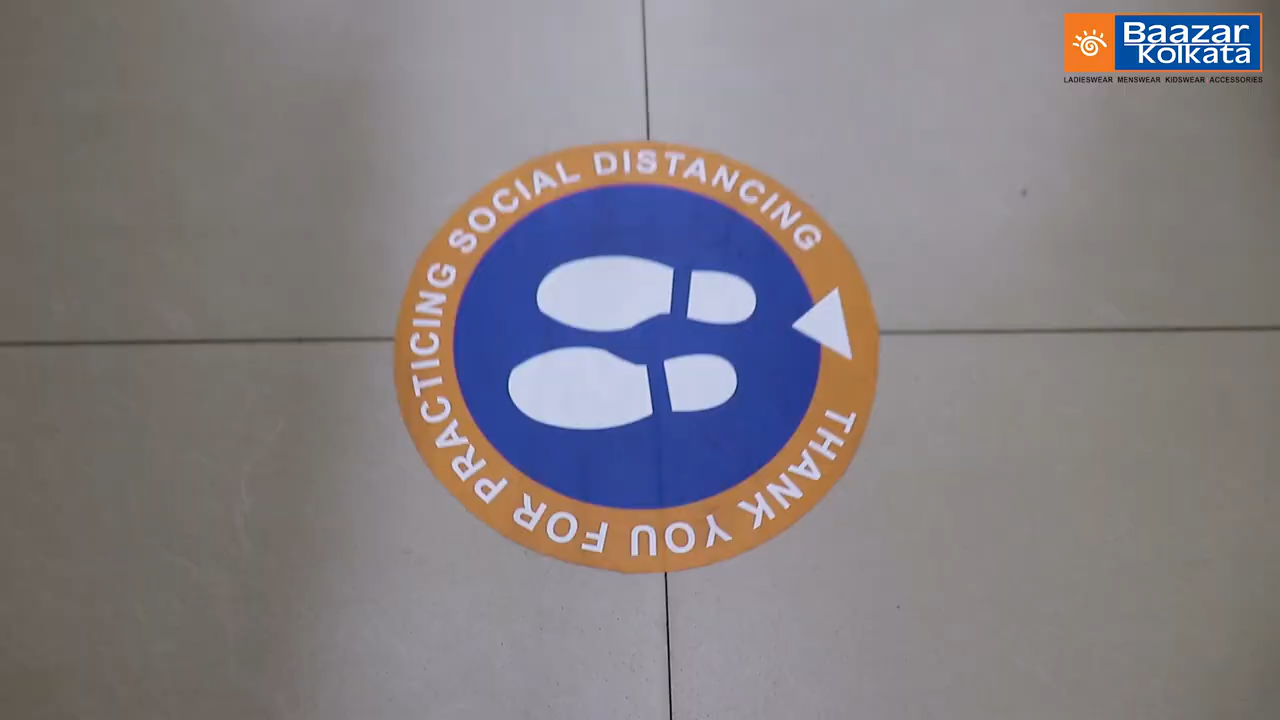 Baazar
Kolkata
LADIESWEAR MENSWEAR KIDSWEAR ACCESSORIES
THANK YOU FOR PRACTICING SOCIAL DISTANCING